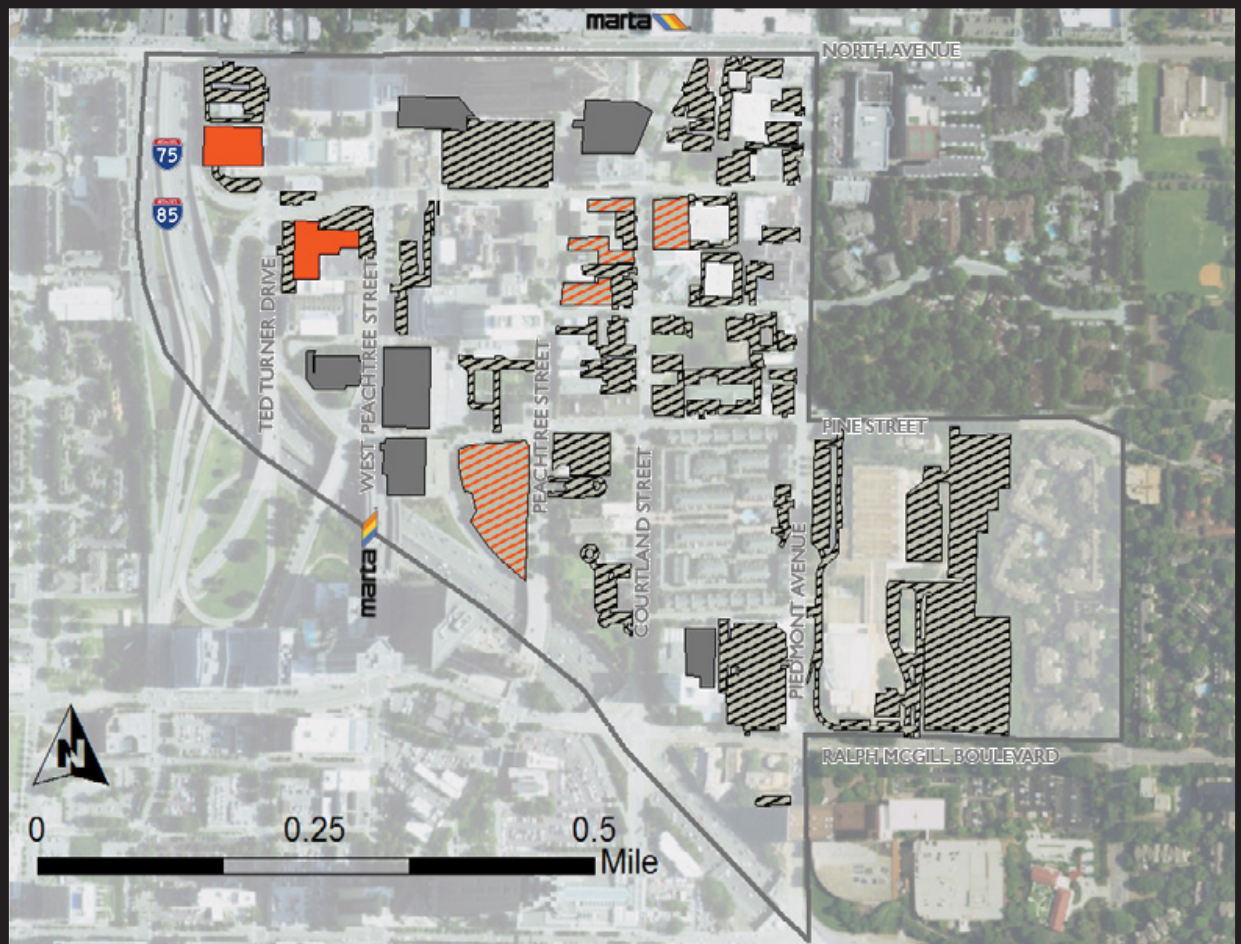 marta
NORTH AVENUE
75
85
TED TURNER DRIVE
WEST PEACHTREE STREET
PEACHTREE STREET
PINE STREET
COURTLAND STREET
PIEDMONT AVENUE
marta
RALPH MCGILL BOULEVARD
N
0 0.25 0.5
Mile